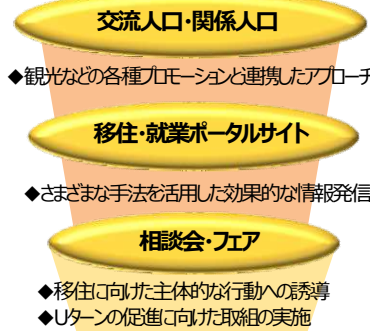 交流人口・関係人口
◆観光などの各種プロモーションと連携したアプローチ
移住・就業ポータルサイト
◆さまざまな手法を活用した効果的な情報発信
相談会・フェア
◆移住に向けた主体的な行動への誘導
◆Uターンの促進に向けた取組の実施